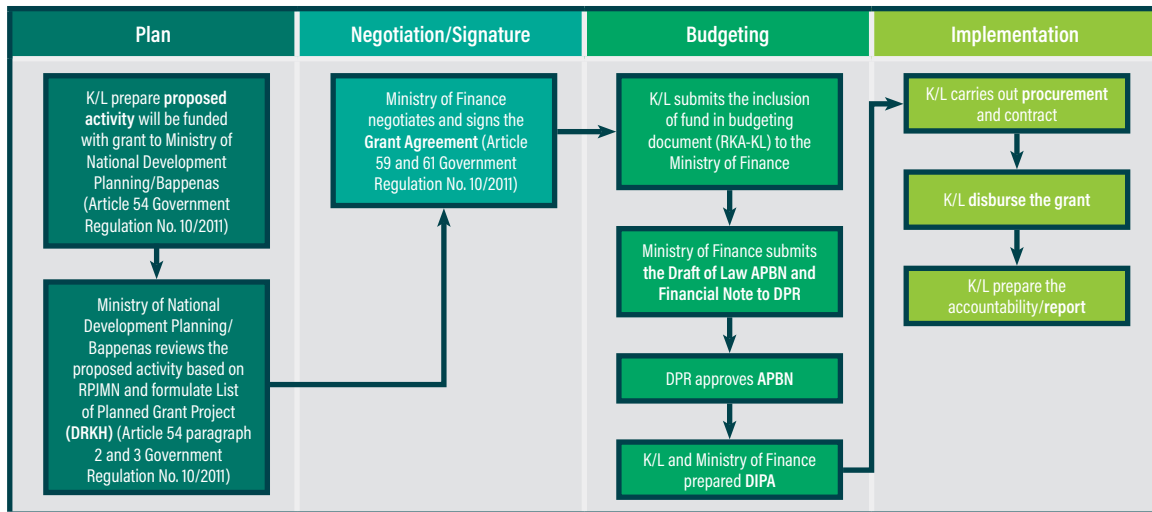 Plan
K/L prepare proposed
activity will be funded
with grant to Ministry of
National Development
Planning/Bappenas
(Article 54 Government
Regulation No. 10/2011)
Ministry of National
Development Planning/
Bappenas reviews the
proposed activity based on
RPJMN and formulate List
of Planned Grant Project
(DRKH) (Article 54 paragraph
2 and 3 Government
Regulation No. 10/2011)
Negotiation/Signature
Ministry of Finance
negotiates and signs the
Grant Agreement (Article
59 and 61 Government
Regulation No. 10/2011)
Budgeting
K/L submits the inclusion
of fund in budgeting
document (RKA-KL) to the
Ministry of Finance
Ministry of Finance submits
the Draft of Law APBN and
Financial Note to DPR
DPR approves APBN
K/L and Ministry of Finance
prepared DIPA
Implementation
K/L carries out procurement
and contract
K/L disburse the grant
K/L prepare the
accountability/report